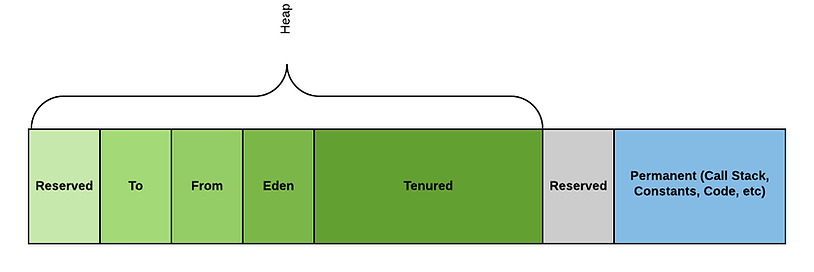 Heap
Reserved
To
From
Eden
Tenured
Reserved
Permanent (Call Stack,
Constants, Code, etc)